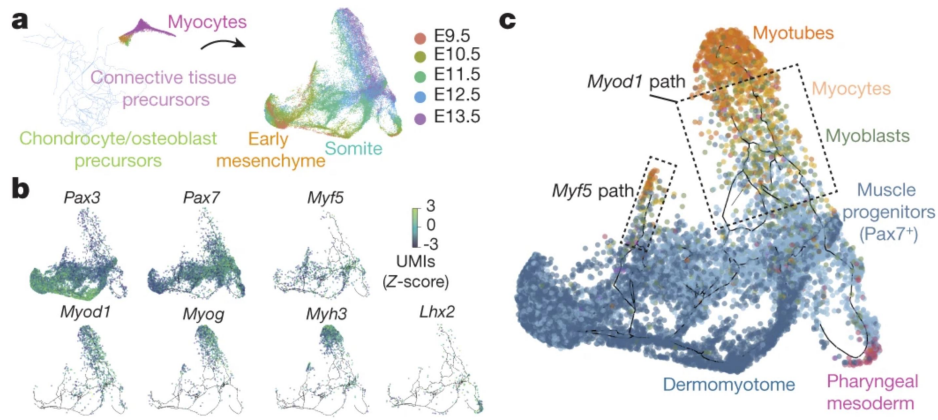 a
Myocytes
Connective tissue
precursors
Chondrocyte/osteoblast
precursors
Early
mesenchyme
Somite
E9.5
E10.5
E11.5
E12.5
E13.5
b
Pax3
Pax7
Myf5
3
-3
UMIs
(Z-score)
Myod1
Myog
Myh3
Lhx2
c
Myotubes
Myod1 path
Myocytes
Myoblasts
Myf5 path
Muscle
progenitors
(Pax7+)
Dermomyotome
Pharyngeal
mesoderm